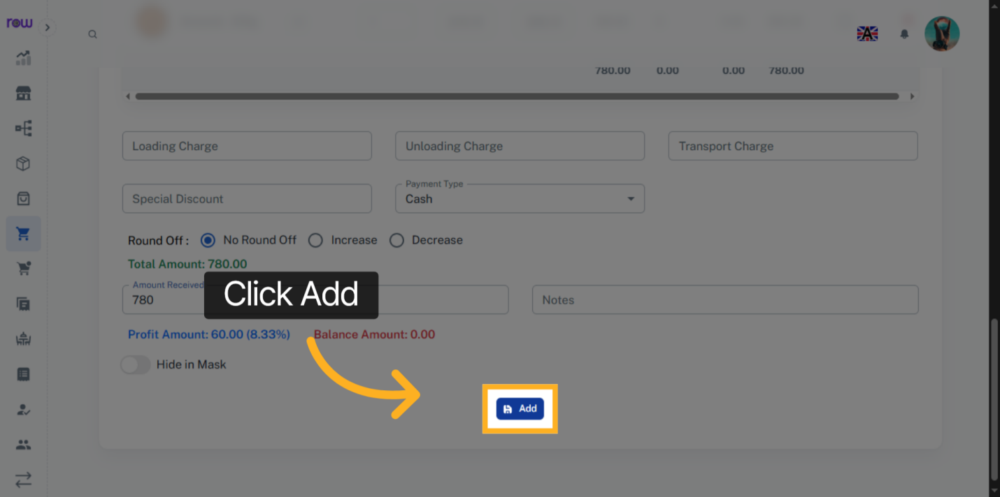 row
A
780.00 0.00 0.00 780.00
Loading Charge Unloading Charge Transport Charge
Payment Type
Special Discount Cash
Round Off : No Round Off Increase Decrease
Total Amount: 780.00
Amount Received
Click Add
780 Notes
Profit Amount: 60.00 (8.33%) Balance Amount: 0.00
Hide in Mask
Add